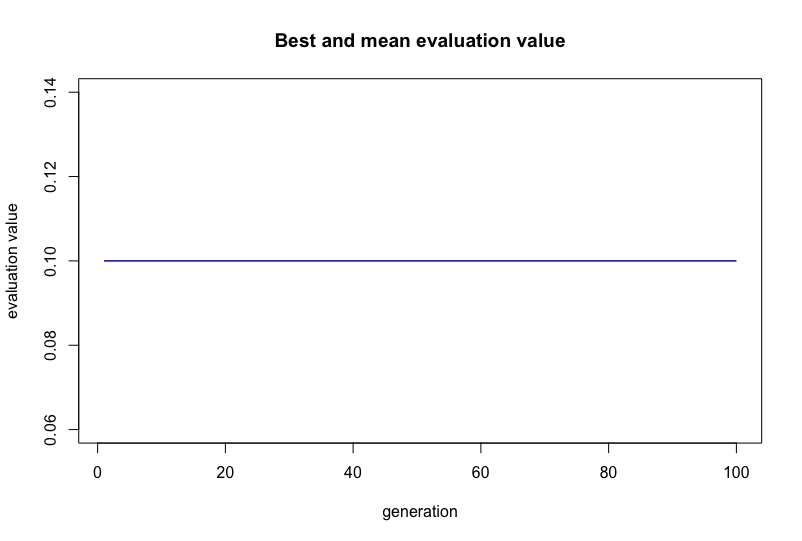 Best and mean evaluation value
evaluation value
0.14
0.12
0.10
0.08
0.06
0 20 40 60 80 100
generation